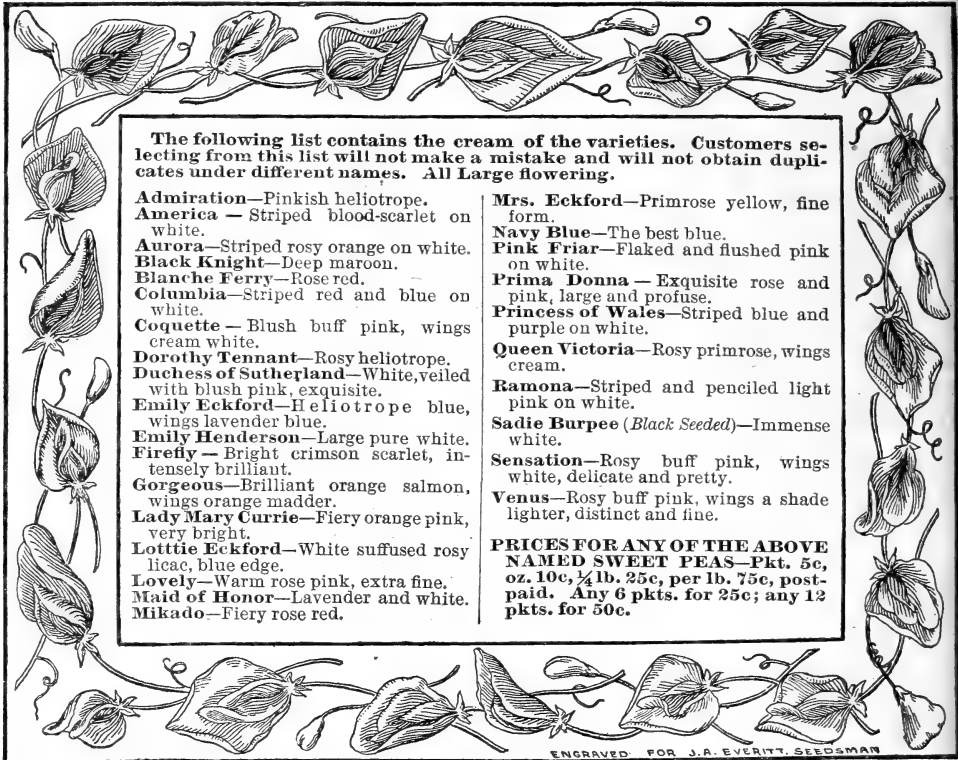 The following list contains the cream of the varieties. Customers se-
lecting from this list will not make a mistake and will not obtain dupli-
cates under different names. All Large flowering.
Admiration—Pinkish heliotrope.
America — Striped blood-scarlet on
white.
Aurora—Striped rosy orange on white.
Black Knight—Deep maroon.
Blanche Ferry—Rose red.
Columbia—Striped red and blue on
white.
Coquette — Blush buff pink, wings
cream white.
Dorothy Tennant—Rosy heliotrope.
Duchess of Sutherland—White, veiled
with blush pink, exquisite.
Emily Eckford—Heliotrope blue,
wings lavender blue.
Emily Henderson—Large pure white.
Firefly — Bright crimson scarlet, in-
tensely brilliant.
Gorgeous—Brilliant orange salmon,
wings orange madder.
Lady Mary Currie—Fiery orange pink,
very bright.
Lotttie Eckford—White suffused rosy
licac, blue edge.
Lovely—Warm rose pink, extra fine.
Maid of Honor—Lavender and white.
Mikado—Fiery rose red.
Mrs. Eckford—Primrose yellow, fine
form.
Navy Blue—The best blue.
Pink Friar—Flaked and flushed pink
on white.
Prima Donna — Exquisite rose and
pink, large and profuse.
Princess of Wales—Striped blue and
purple on white.
Queen Victoria—Rosy primrose, wings
cream.
Ramona—Striped and penciled light
pink on white.
Sadie Burpee (Black Seeded)—Immense
white.
Sensation—Rosy buff pink, wings
white, delicate and pretty.
Venus—Rosy buff pink, wings a shade
lighter, distinct and fine.
PRICES FOR ANY OF THE ABOVE
NAMED SWEET PEAS—Pkt. 5c,
oz. 10c, ¼ lb. 25c, per lb. 75c, post-
paid. Any 6 pkts. for 25c; any 12
pkts. for 50c.
ENGRAVED FOR J.A. EVERITT, SEEDSMAN